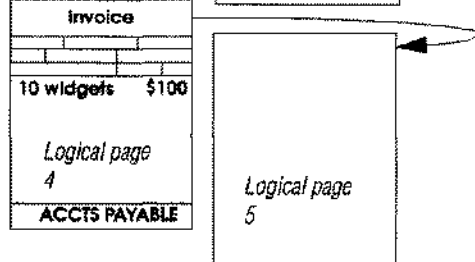 Invoice
10 widgets $100
Logical page
4
ACCTS PAYABLE
Logical page
5